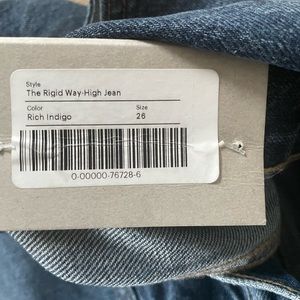 Style
The Rigid Way-High Jean
Color Size
Rich Indigo 26
0-00000-76728-6